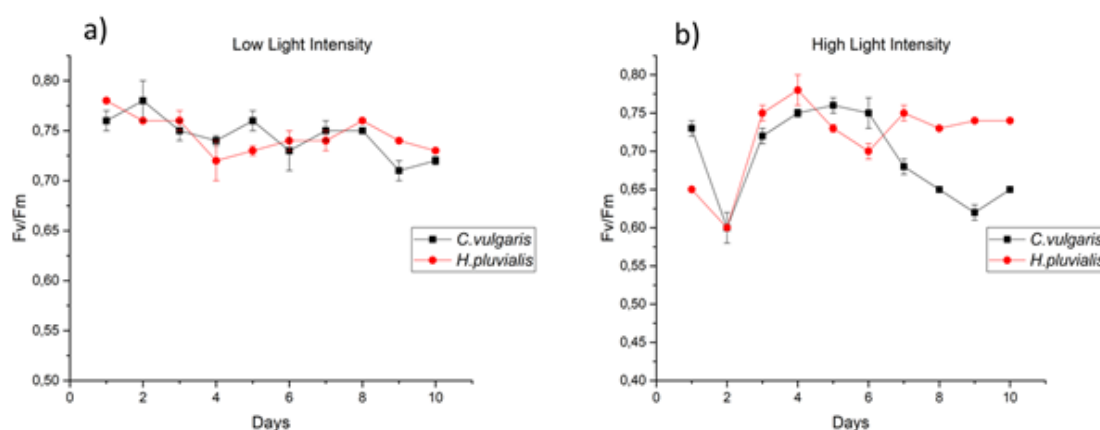 a)
Low Light Intensity
0,80
0,75
0,70
0,65
0,60
0,55
0,50
Fv/Fm
C.vulgaris
H.pluvialis
0 2 4 6 8 10
Days
b)
High Light Intensity
0,80
0,75
0,70
0,65
0,60
0,55
0,50
0,45
0,40
Fv/Fm
C.vulgaris
H.pluvialis
0 2 4 6 8 10
Days